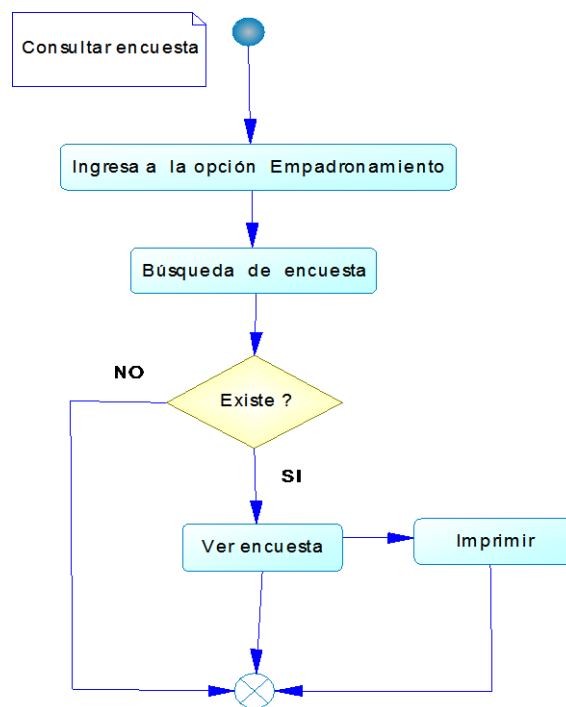 Consultar encuesta
Ingresa a la opción Empadronamiento
Búsqueda de encuesta
Existe ?
NO
SI
Ver encuesta
Imprimir